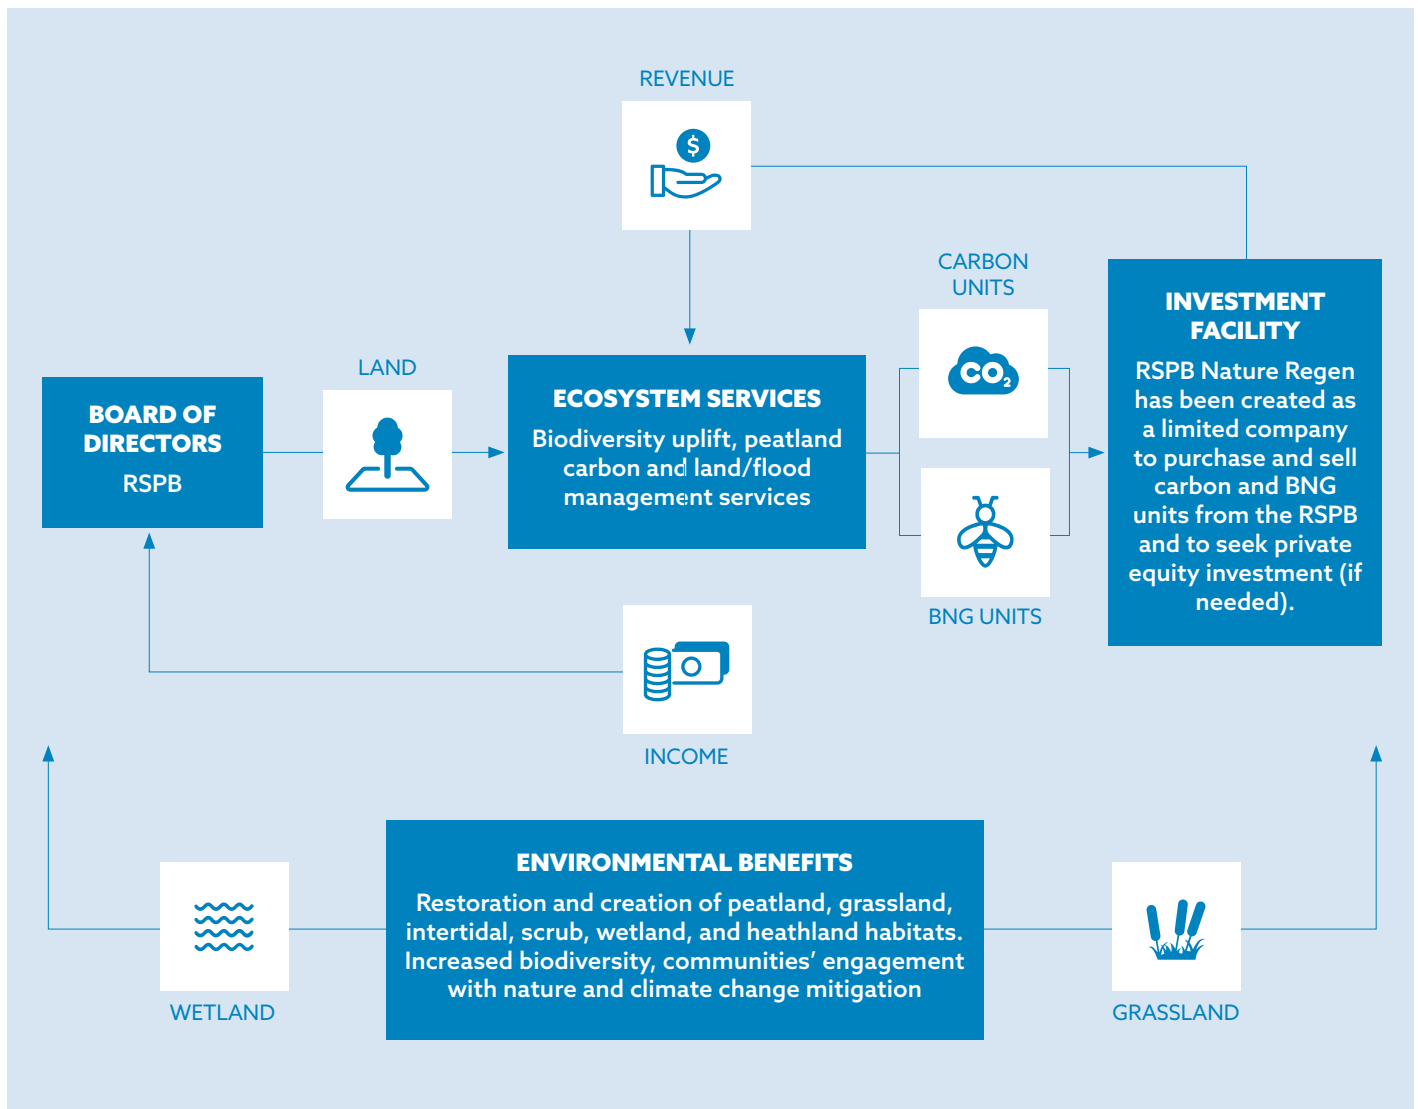 REVENUE
$
CARBON
UNITS
CO₂
INVESTMENT
FACILITY
RSPB Nature Regen
has been created as
a limited company
to purchase and sell
carbon and BNG
units from the RSPB
and to seek private
equity investment (if
needed).
LAND
BOARD OF
DIRECTORS
RSPB
ECOSYSTEM SERVICES
Biodiversity uplift, peatland
carbon and land/flood
management services
BNG UNITS
INCOME
ENVIRONMENTAL BENEFITS
Restoration and creation of peatland, grassland,
intertidal, scrub, wetland, and heathland habitats.
Increased biodiversity, communities’ engagement
with nature and climate change mitigation
WETLAND
GRASSLAND